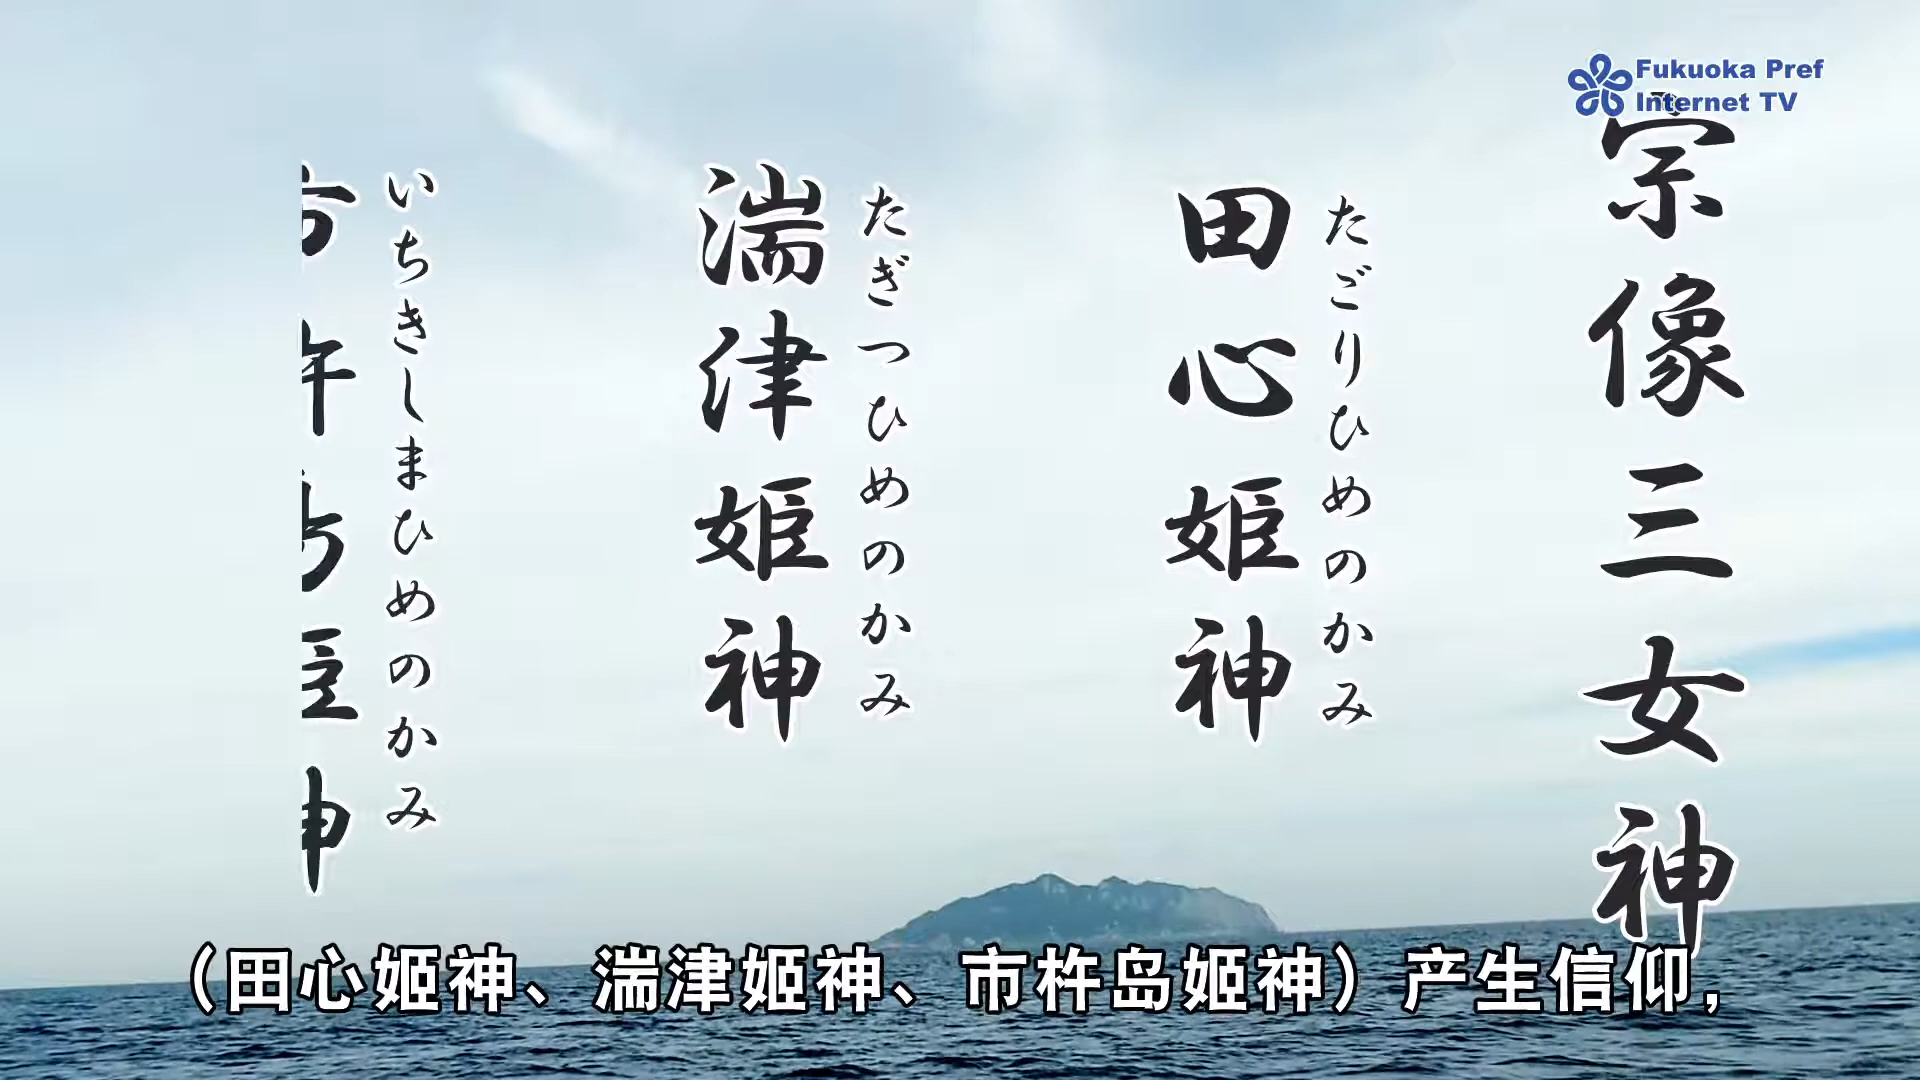 Fukuoka Pref
Internet TV
宗像三女神
たごりひめのかみ
田心姫神
たぎつひめのかみ
湍津姫神
いちきしまひめのかみ
（田心姬神、湍津姬神、市杵岛姬神）产生信仰，